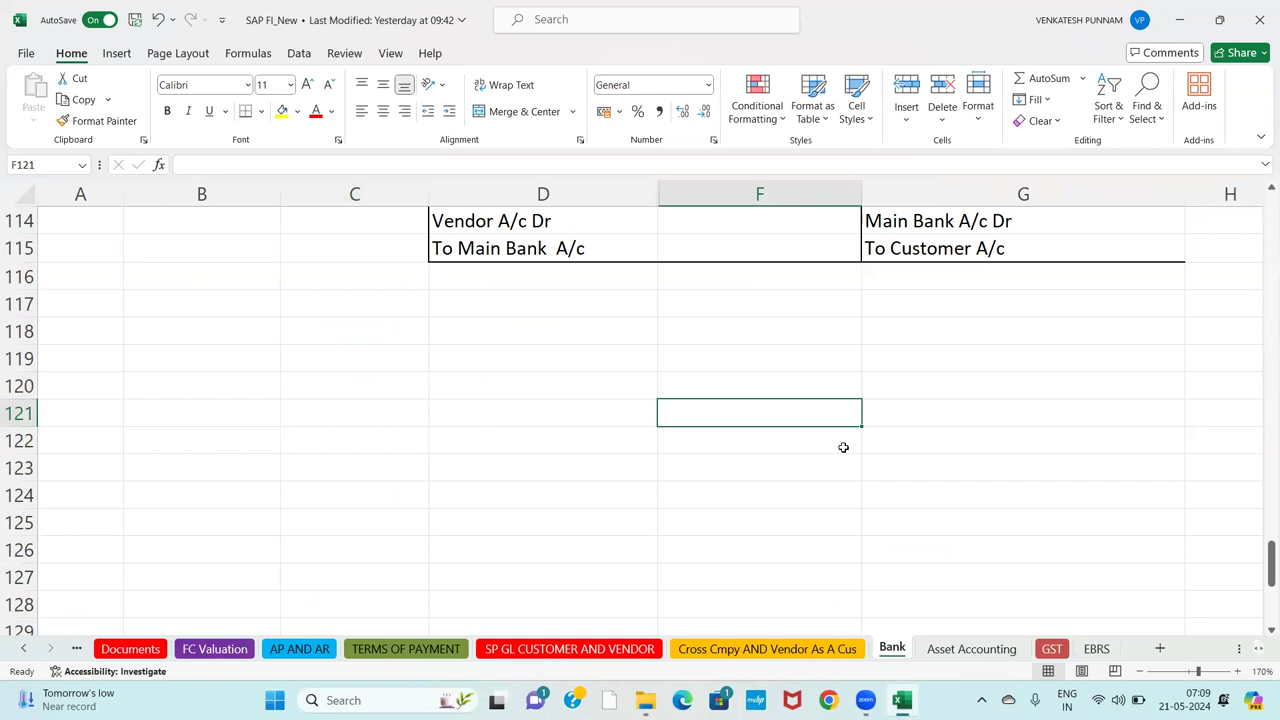 AutoSave On SAP FI_New • Last Modified: Yesterday at 09:42 Search VENKATESH PUNNAM VP
File Home Insert Page Layout Formulas Data Review View Help Comments Share
Paste Cut Copy Format Painter Clipboard
Calibri 11 B I U Font
Wrap Text Merge & Center Alignment
General % Number
Conditional Formatting Format as Table Cell Styles Styles
Insert Delete Format Cells
AutoSum Fill Clear Sort & Filter Find & Select Editing
Add-ins Add-ins
F121 fx
A B C D F G H
114 Vendor A/c Dr Main Bank A/c Dr
115 To Main Bank A/c To Customer A/c
116
117
118
119
120
121
122
123
124
125
126
127
128
129
Documents FC Valuation AP AND AR TERMS OF PAYMENT SP GL CUSTOMER AND VENDOR Cross Cmpy AND Vendor As A Cus Bank Asset Accounting GST EBRS
Ready Accessibility: Investigate 170%
Tomorrow's low Near record Search 1 1 myhp zoom ENG IN 07:09 21-05-2024 PRE